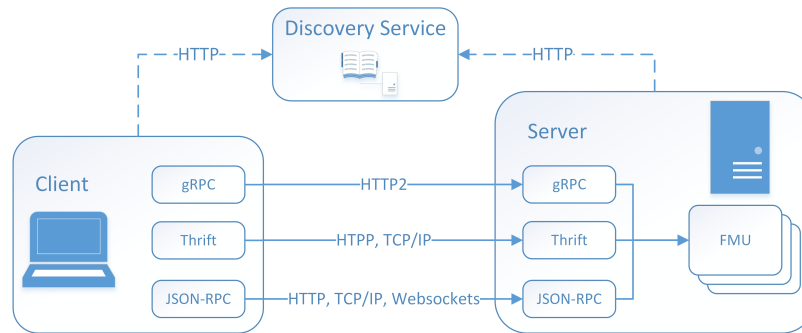 Discovery Service
HTTP
HTTP
Server
Client
gRPC
HTTP2
gRPC
Thrift
HTPP, TCP/IP
Thrift
FMU
JSON-RPC
HTTP, TCP/IP, Websockets
JSON-RPC